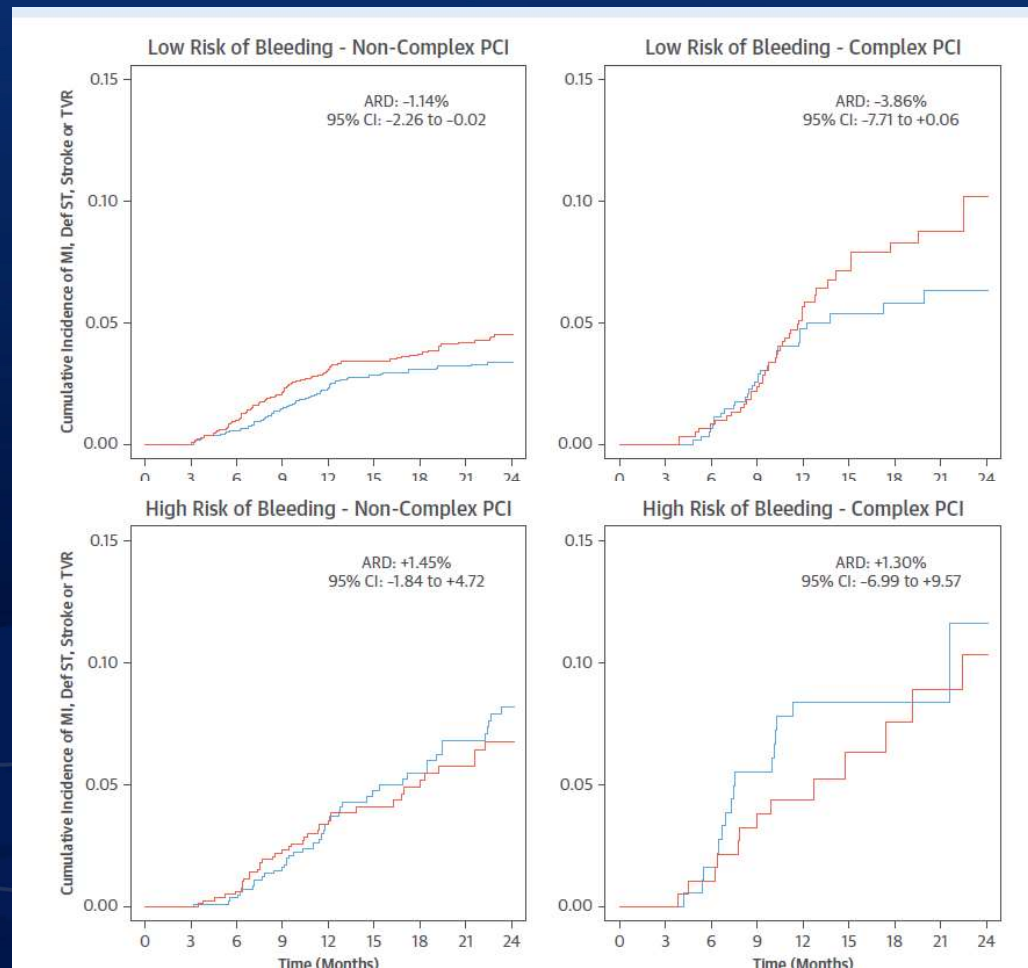 Low Risk of Bleeding - Non-Complex PCI
Low Risk of Bleeding - Complex PCI
Cumulative Incidence of MI, Def ST, Stroke or TVR
0.15
0.10
0.05
0.00
ARD: -1.14%
95% CI: -2.26 to -0.02
0 3 6 9 12 15 18 21 24
0.15
0.10
0.05
0.00
ARD: -3.86%
95% CI: -7.71 to +0.06
0 3 6 9 12 15 18 21 24
High Risk of Bleeding - Non-Complex PCI
High Risk of Bleeding - Complex PCI
Cumulative Incidence of MI, Def ST, Stroke or TVR
0.15
0.10
0.05
0.00
ARD: +1.45%
95% CI: -1.84 to +4.72
0 3 6 9 12 15 18 21 24
Time (Months)
0.15
0.10
0.05
0.00
ARD: +1.30%
95% CI: -6.99 to +9.57
0 3 6 9 12 15 18 21 24
Time (Months)